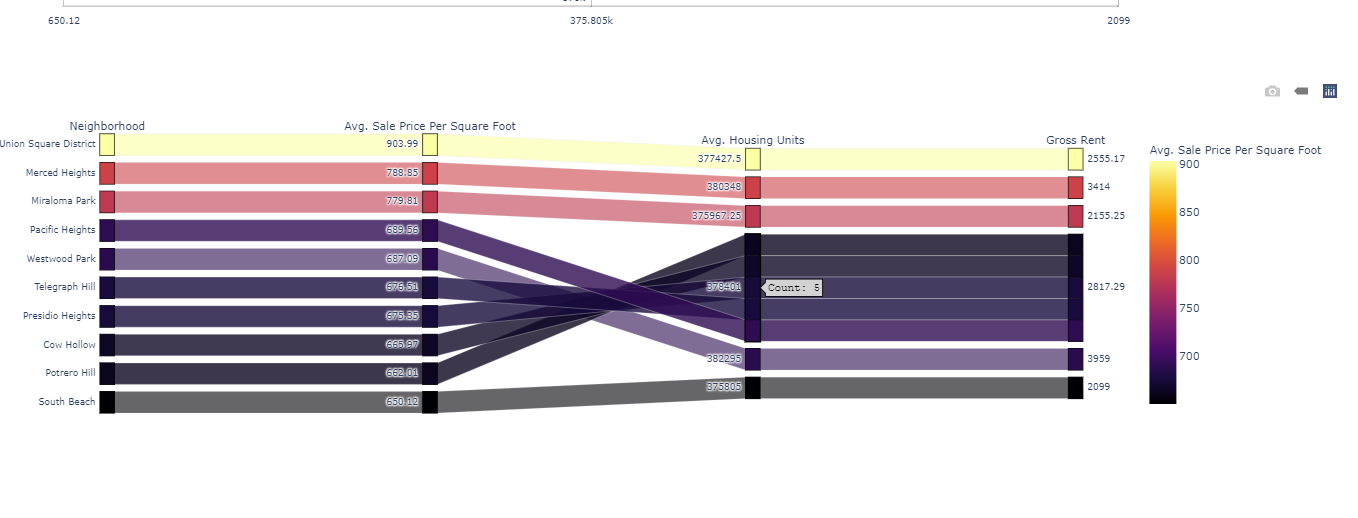 650.12 375.805k 2099
Neighborhood Avg. Sale Price Per Square Foot
Avg. Housing Units Gross Rent
Avg. Sale Price Per Square Foot
Union Square District 903.99 377427.5 2555.17
Merced Heights 788.85 380348 3414
Miraloma Park 779.81 375967.25 2155.25
Pacific Heights 689.56
Westwood Park 687.09
Telegraph Hill 676.51 378401 Count: 5 2817.29
Presidio Heights 675.35
Cow Hollow 665.97
382295 3959
Potrero Hill 662.01
375805 2099
South Beach 650.12
900
850
800
750
700